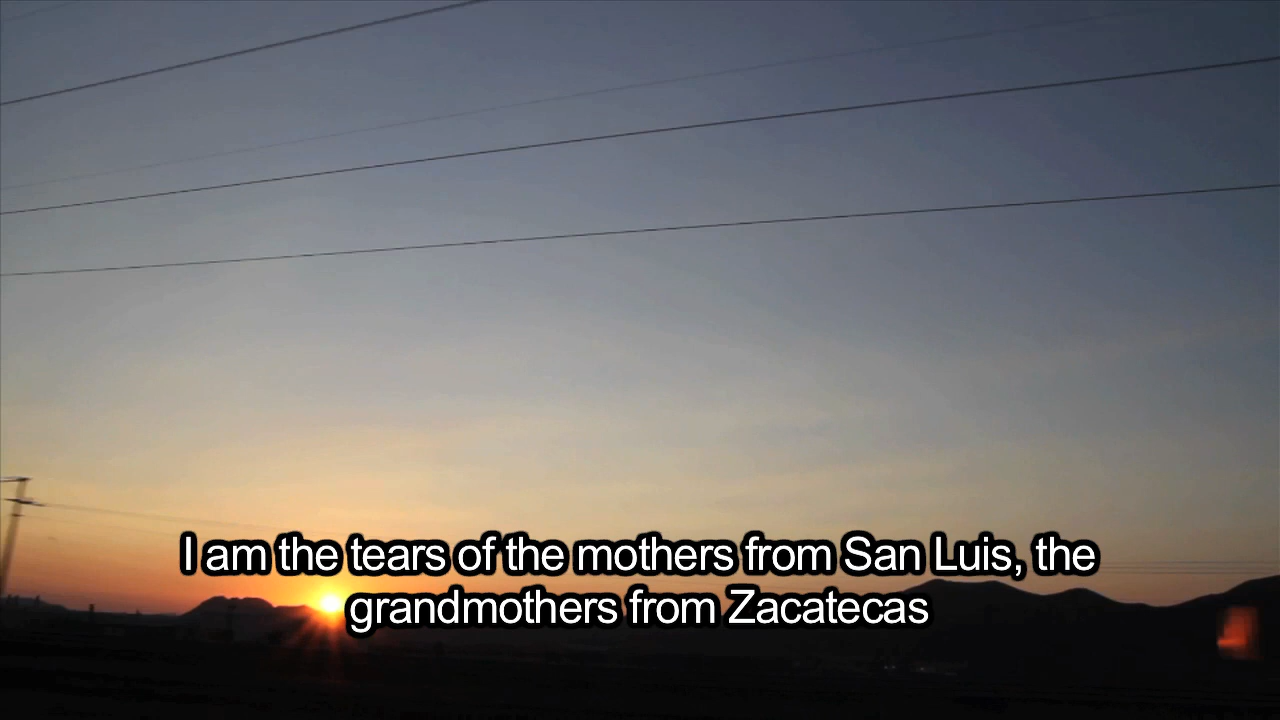 I am the tears of the mothers from San Luis, the
grandmothers from Zacatecas